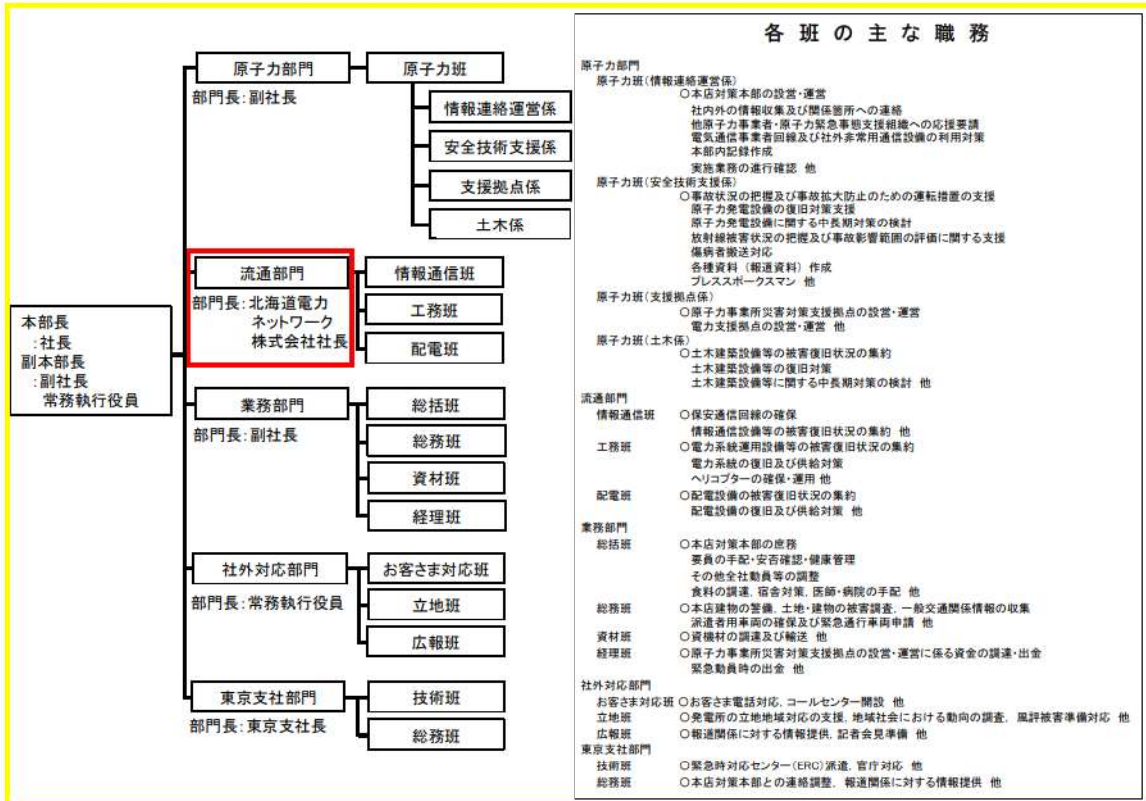 原子力部門
原子力班
部門長：副社長
情報連絡運営係
安全技術支援係
支援拠点係
土木係
流通部門
情報通信班
部門長：北海道電力
ネットワーク
株式会社社長
工務班
配電班
本部長
：社長
副本部長
：副社長
常務執行役員
業務部門
総括班
部門長：副社長
総務班
資材班
経理班
社外対応部門
お客さま対応班
部門長：常務執行役員
立地班
広報班
東京支社部門
技術班
部門長：東京支社長
総務班
各班の主な職務
原子力部門
原子力班（情報連絡運営係）
○本店対策本部の設営・運営
社内外の情報収集及び関係箇所への連絡
他原子力事業者・原子力緊急事態支援組織への応援要請
電気通信事業者回線及び社外非常用通信設備の利用対策
本部内記録作成
実施業務の進行確認 他
原子力班（安全技術支援係）
○事故状況の把握及び事故拡大防止のための運転措置の支援
原子力発電設備の復旧対策支援
原子力発電設備に関する中長期対策の検討
放射線被害状況の把握及び事故影響範囲の評価に関する支援
傷病者搬送対応
各種資料（報道資料）作成
プレススポークスマン 他
原子力班（支援拠点係）
○原子力事業所災害対策支援拠点の設営・運営
電力支援拠点の設営・運営 他
原子力班（土木係）
○土木建築設備等の被害復旧状況の集約
土木建築設備等の復旧対策
土木建築設備等に関する中長期対策の検討 他
流通部門
情報通信班 ○保安通信回線の確保
情報通信設備等の被害復旧状況の集約 他
工務班 ○電力系統運用設備等の被害復旧状況の集約
電力系統の復旧及び供給対策
ヘリコプターの確保・運用 他
配電班 ○配電設備の被害復旧状況の集約
配電設備の復旧及び供給対策 他
業務部門
総括班 ○本店対策本部の庶務
要員の手配・安否確認・健康管理
その他全社動員等の調整
食料の調達，宿舎対策，医師・病院の手配 他
総務班 ○本店建物の警備，土地・建物の被害調査，一般交通関係情報の収集
派遣者用車両の確保及び緊急通行車両申請 他
資材班 ○資機材の調達及び輸送 他
経理班 ○原子力事業所災害対策支援拠点の設営・運営に係る資金の調達・出金
緊急動員時の出金 他
社外対応部門
お客さま対応班 ○お客さま電話対応，コールセンター開設 他
立地班 ○発電所の立地地域対応の支援，地域社会における動向の調査，風評被害準備対応 他
広報班 ○報道関係に対する情報提供，記者会見準備 他
東京支社部門
技術班 ○緊急時対応センター（ERC）派遣，官庁対応 他
総務班 ○本店対策本部との連絡調整，報道関係に対する情報提供 他